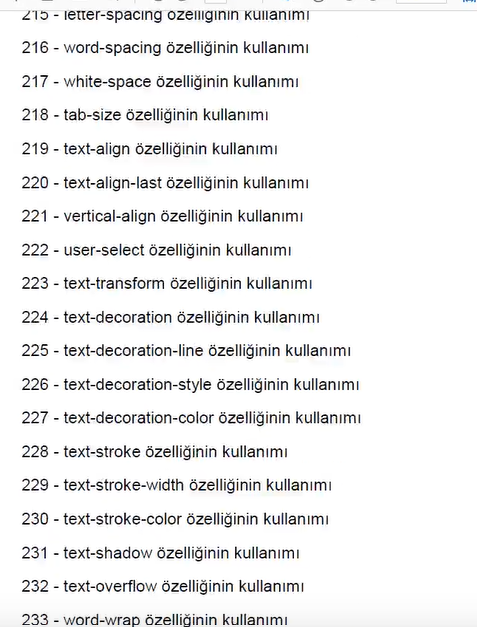 215 - letter-spacing özelliğinin kullanımı
216 - word-spacing özelliğinin kullanımı
217 - white-space özelliğinin kullanımı
218 - tab-size özelliğinin kullanımı
219 - text-align özelliğinin kullanımı
220 - text-align-last özelliğinin kullanımı
221 - vertical-align özelliğinin kullanımı
222 - user-select özelliğinin kullanımı
223 - text-transform özelliğinin kullanımı
224 - text-decoration özelliğinin kullanımı
225 - text-decoration-line özelliğinin kullanımı
226 - text-decoration-style özelliğinin kullanımı
227 - text-decoration-color özelliğinin kullanımı
228 - text-stroke özelliğinin kullanımı
229 - text-stroke-width özelliğinin kullanımı
230 - text-stroke-color özelliğinin kullanımı
231 - text-shadow özelliğinin kullanımı
232 - text-overflow özelliğinin kullanımı
233 - word-wrap özelliğinin kullanımı